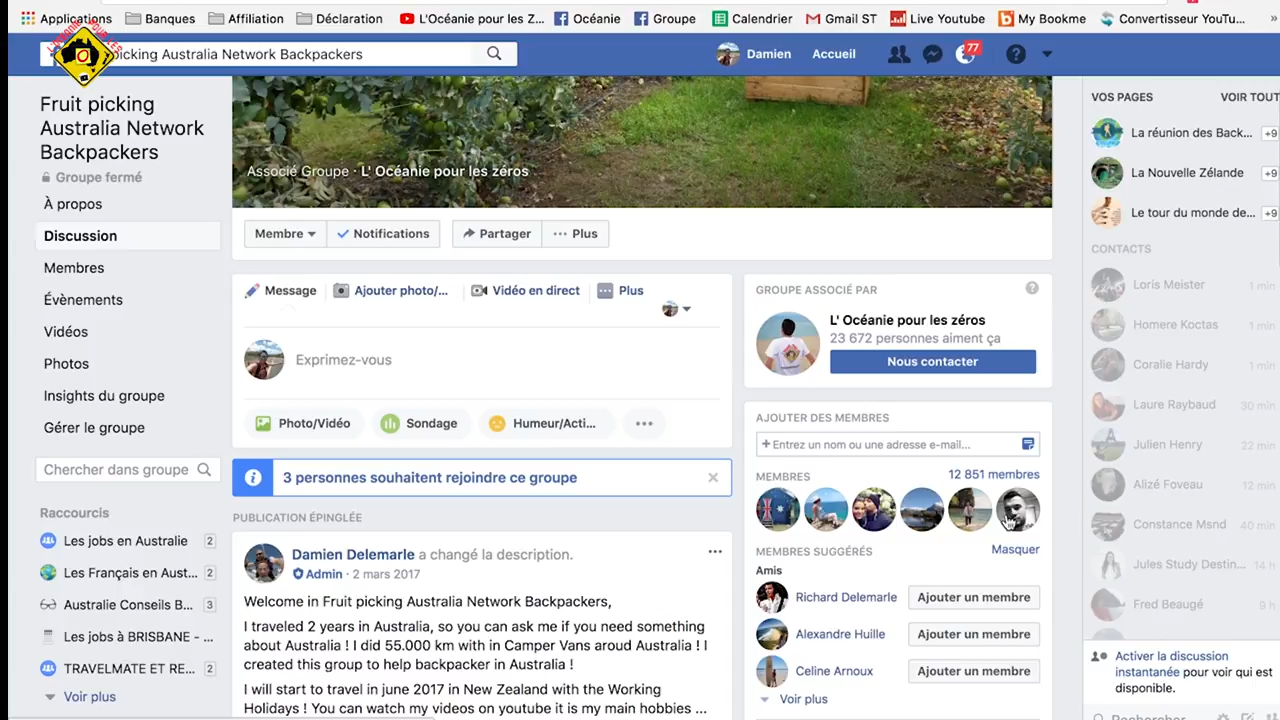 Applications Banques Affiliation Déclaration L'Océanie pour les Z... Océanie Groupe Calendrier Gmail ST Live Youtube My Bookme Convertisseur YouTu... »
L'OCÉANIE POUR LES
picking Australia Network Backpackers Damien Accueil 77
Fruit picking
Australia Network
Backpackers
Groupe fermé
À propos
Discussion
Membres
Évènements
Vidéos
Photos
Insights du groupe
Gérer le groupe
Chercher dans groupe
Raccourcis
Les jobs en Australie 2
Les Français en Aust... 2
Australie Conseils B... 3
Les jobs à BRISBANE - ...
TRAVELMATE ET RE... 2
Voir plus
Associé Groupe · L' Océanie pour les zéros
Membre Notifications Partager ··· Plus
Message Ajouter photo/... Vidéo en direct Plus
Exprimez-vous
Photo/Vidéo Sondage Humeur/Acti... ...
3 personnes souhaitent rejoindre ce groupe
PUBLICATION ÉPINGLÉE
Damien Delemarle a changé la description.
Admin · 2 mars 2017
Welcome in Fruit picking Australia Network Backpackers,
I traveled 2 years in Australia, so you can ask me if you need something
about Australia ! I did 55.000 km with in Camper Vans aroud Australia ! I
created this group to help backpacker in Australia !
I will start to travel in june 2017 in New Zealand with the Working
Holidays ! You can watch my videos on youtube it is my main hobbies ...
GROUPE ASSOCIÉ PAR
L' Océanie pour les zéros
23 672 personnes aiment ça
Nous contacter
AJOUTER DES MEMBRES
+ Entrez un nom ou une adresse e-mail...
MEMBRES 12 851 membres
MEMBRES SUGGÉRÉS Masquer
Amis
Richard Delemarle Ajouter un membre
Alexandre Huille Ajouter un membre
Celine Arnoux Ajouter un membre
Voir plus
VOS PAGES VOIR TOUT
La réunion des Back... +9
La Nouvelle Zélande +9
Le tour du monde de... +9
CONTACTS
Loris Meister 1 min
Homere Koctas 1 min
Coralie Hardy 1 min
Laure Raybaud 30 min
Julien Henry 22 min
Alizé Foveau 1 min
Constance Msnd 40 min
Jules Study Destin... 14 h
Fred Beaugé 9 h
Activer la discussion
instantanée pour voir qui est
disponible.
Rechercher